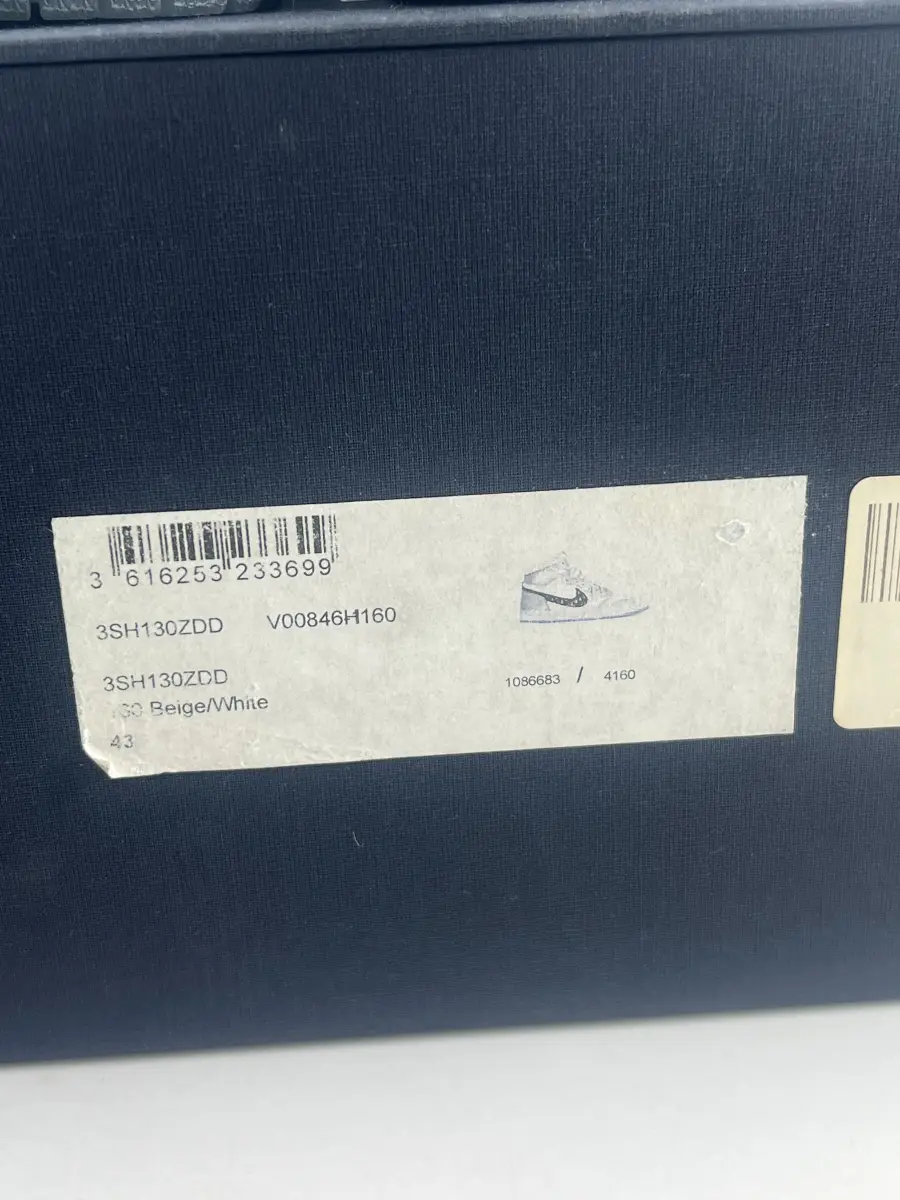 3 616253 233699
3SH130ZDD V00846H160
3SH130ZDD
Beige/White
43
1086683 / 4160